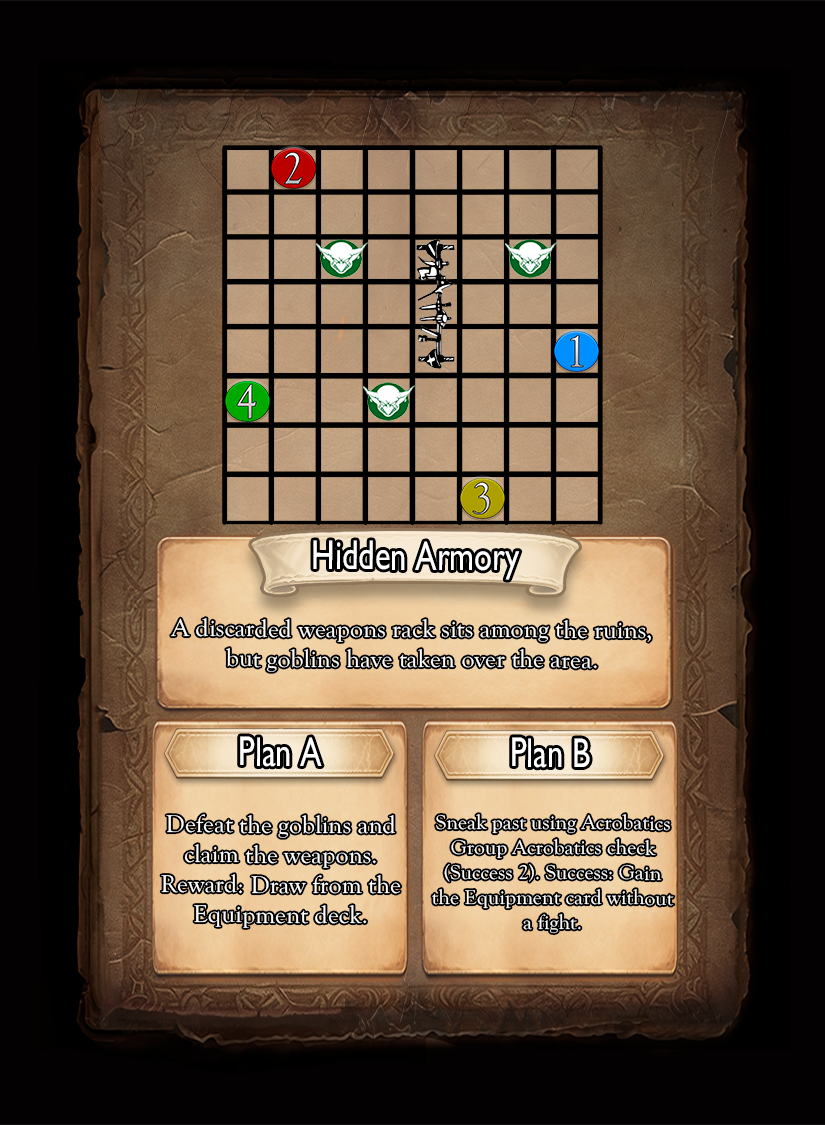 2
1
4
3
Hidden Armory
A discarded weapons rack sits among the ruins,
but goblins have taken over the area.
Plan A
Defeat the goblins and
claim the weapons.
Reward: Draw from the
Equipment deck.
Plan B
Sneak past using Acrobatics
Group Acrobatics check
(Success 2). Success: Gain
the Equipment card without
a fight.